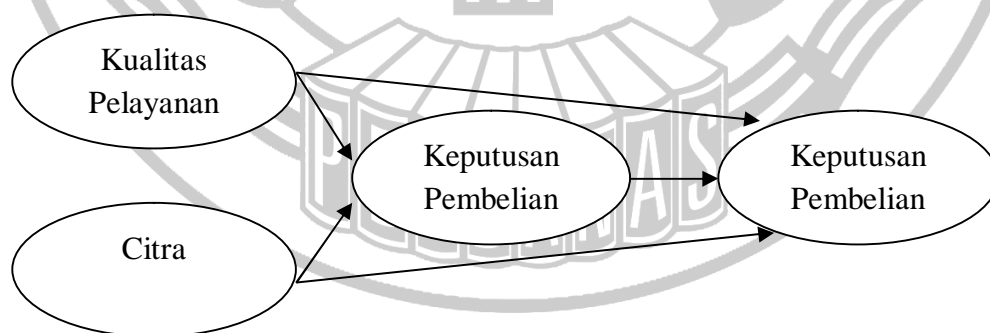 Kualitas
Pelayanan
Keputusan
Pembelian
Keputusan
Pembelian
Citra